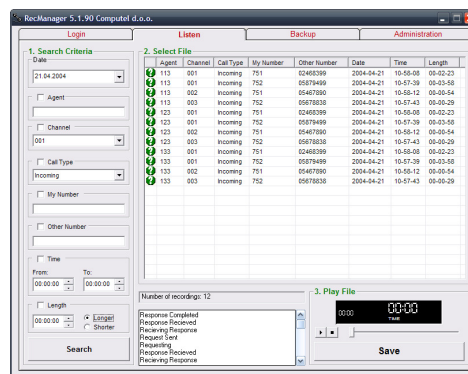 RecManager 5.1.90 Computel d.o.o.
Login
Listen
Backup
Administration
1. Search Criteria
Date
21.04.2004
Agent
Channel
001
Call Type
Incoming
My Number
Other Number
Time
From: To:
00:00:00 00:00:00
Length
00:00:00 Longer
Shorter
Search
2. Select File
Agent Channel Call Type My Number Other Number Date Time Length
113 001 Incoming 751 02468399 2004-04-21 10-58-08 00-02-23
113 001 Incoming 752 05879499 2004-04-21 10-57-39 00-03-58
113 002 Incoming 751 05467890 2004-04-21 10-58-12 00-00-54
113 003 Incoming 752 05678838 2004-04-21 10-57-43 00-00-29
123 001 Incoming 751 02468399 2004-04-21 10-58-08 00-02-23
123 001 Incoming 752 05879499 2004-04-21 10-57-39 00-03-58
123 002 Incoming 751 05467890 2004-04-21 10-58-12 00-00-54
123 003 Incoming 752 05678838 2004-04-21 10-57-43 00-00-29
133 001 Incoming 751 02468399 2004-04-21 10-58-08 00-02-23
133 001 Incoming 752 05879499 2004-04-21 10-57-39 00-03-58
133 002 Incoming 751 05467890 2004-04-21 10-58-12 00-00-54
133 003 Incoming 752 05678838 2004-04-21 10-57-43 00-00-29
Number of recordings: 12
Response Completed
Response Recieved
Recieving Response
Request Sent
Requesting
Response Recieved
Recieving Response
3. Play File
00:00 00:00
TIME
Save